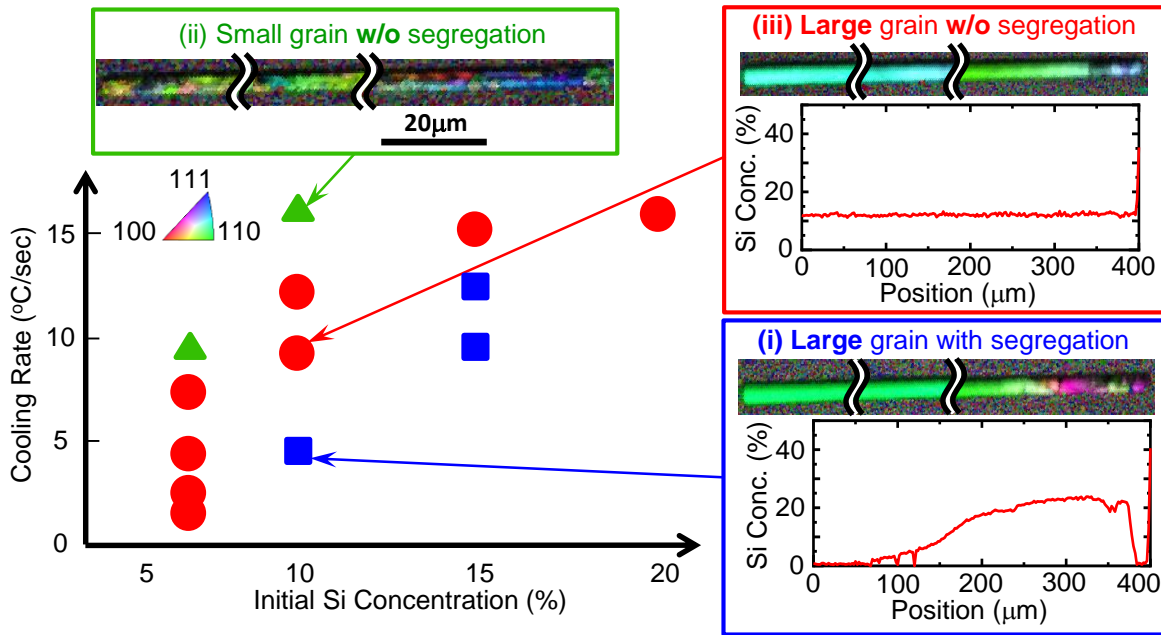 (ii) Small grain w/o segregation
20μm
(iii) Large grain w/o segregation
Si Conc. (%)
40
20
0
0 100 200 300 400
Position (μm)
(i) Large grain with segregation
Si Conc. (%)
40
20
0
0 100 200 300 400
Position (μm)
111
100
110
Cooling Rate (ºC/sec)
15
10
5
0
5 10 15 20
Initial Si Concentration (%)